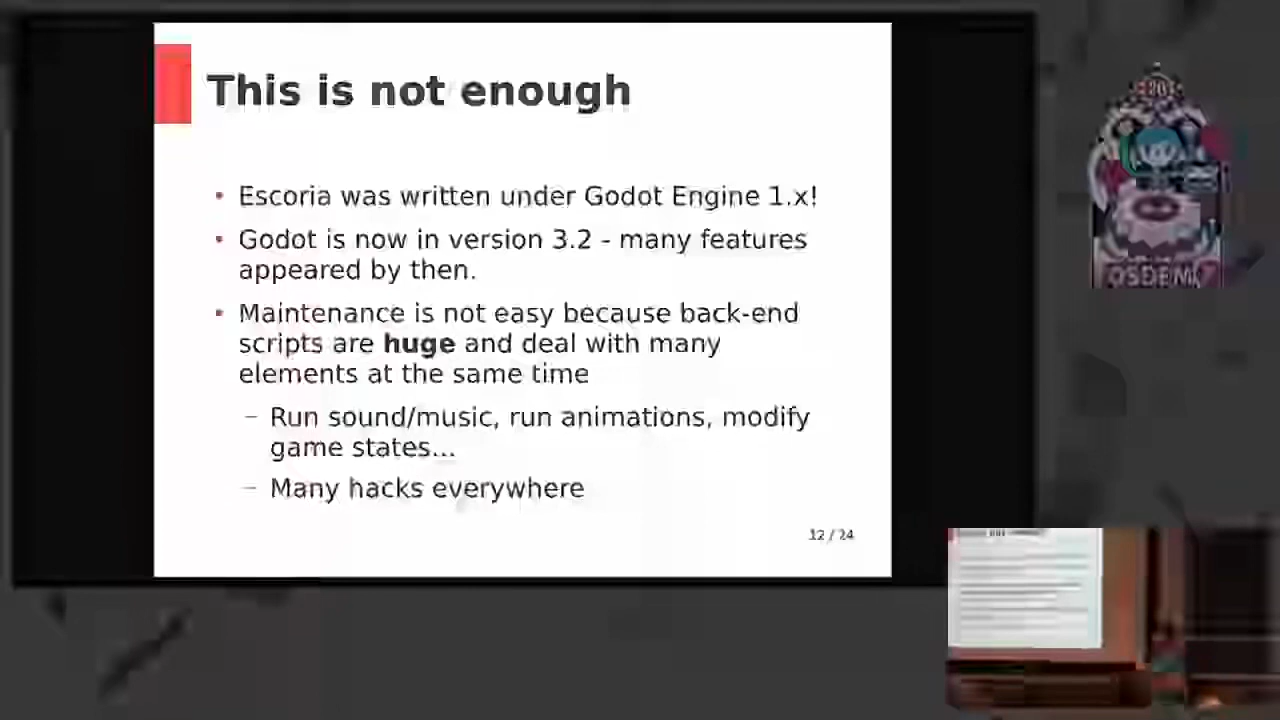 This is not enough
• Escoria was written under Godot Engine 1.x!
• Godot is now in version 3.2 - many features
appeared by then.
• Maintenance is not easy because back-end
scripts are huge and deal with many
elements at the same time
– Run sound/music, run animations, modify
game states...
– Many hacks everywhere
12 / 24